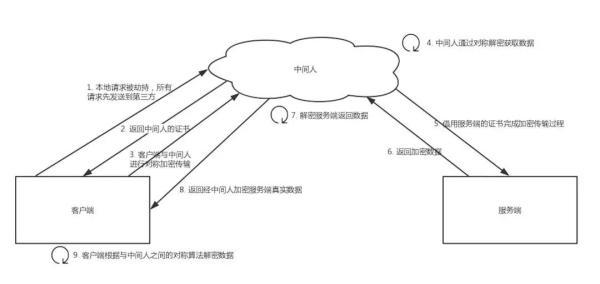 4. 中间人通过对称解密获取数据
中间人
1. 本地请求被劫持，所有
请求先发送到第三方
7. 解密服务端返回数据
2. 返回中间人的证书
5. 借用服务端的证书完成加密传输过程
3. 客户端与中间人
进行对称加密传输
6. 返回加密数据
8. 返回经中间人加密服务端真实数据
客户端
服务端
9. 客户端根据与中间人之间的对称算法解密数据